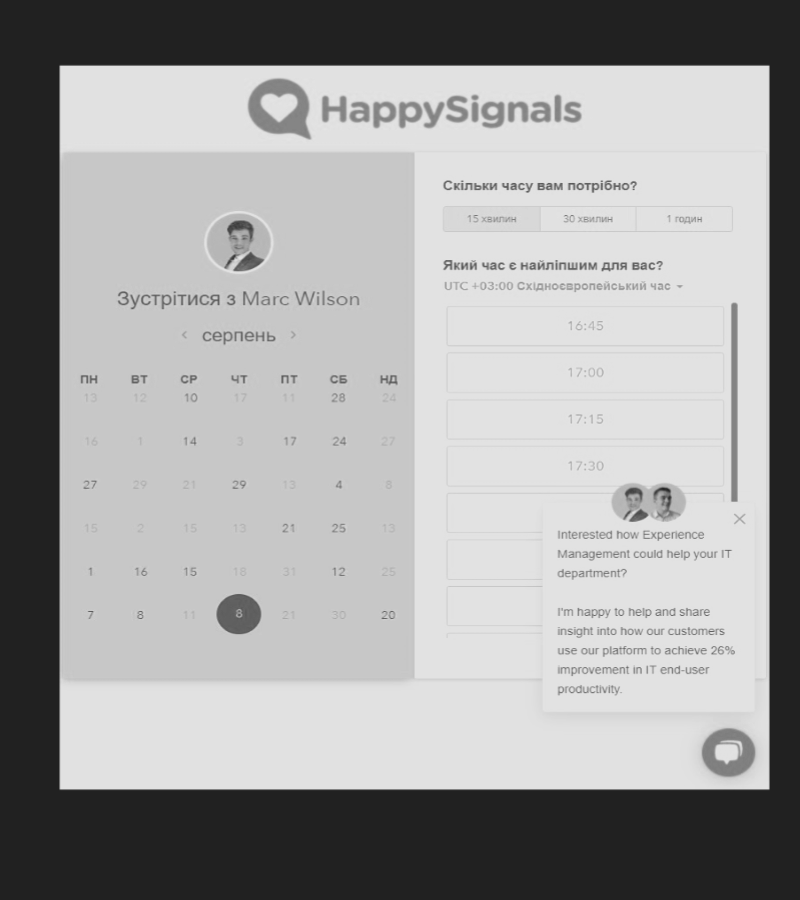 HappySignals
Зустрітися з Marc Wilson
серпень
ПН ВТ СР ЧТ ПТ СБ НД
13 12 10 17 11 28 24
16 1 14 3 17 24 27
27 29 21 29 13 4 8
15 2 15 13 21 25 13
1 16 15 18 31 12 25
7 8 11 8 21 30 20
Скільки часу вам потрібно?
15 хвилин 30 хвилин 1 годин
Який час є найліпшим для вас?
UTC +03:00 Східноєвропейський час
16:45
17:00
17:15
17:30
Interested how Experience
Management could help your IT
department?
I'm happy to help and share
insight into how our customers
use our platform to achieve 26%
improvement in IT end-user
productivity.